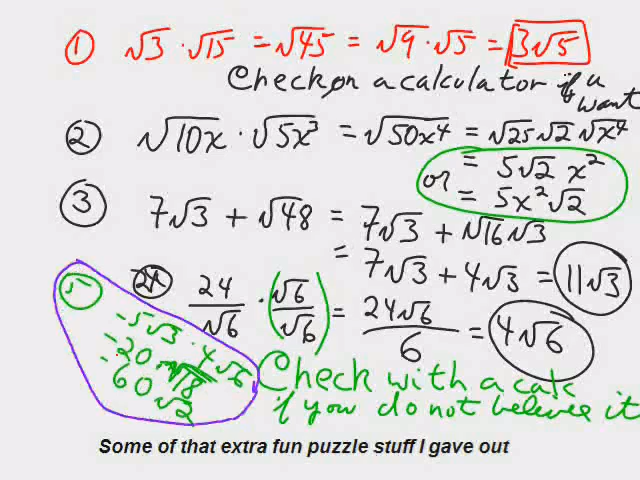 ① √3 · √15 = √45 = √9 · √5 = 3√5
Check on a calculator if u want
② √10x · √5x³ = √50x⁴ = √25 √2 √x⁴
= 5√2 x²
or = 5x²√2
③ 7√3 + √48 = 7√3 + √16 √3
= 7√3 + 4√3 = 11√3
24/√6 · (√6/√6) = 24√6/6 = 4√6
5
-5√3 · 4√6
-20 √18
-60 √2
Check with a calc
if you do not believe it
Some of that extra fun puzzle stuff I gave out